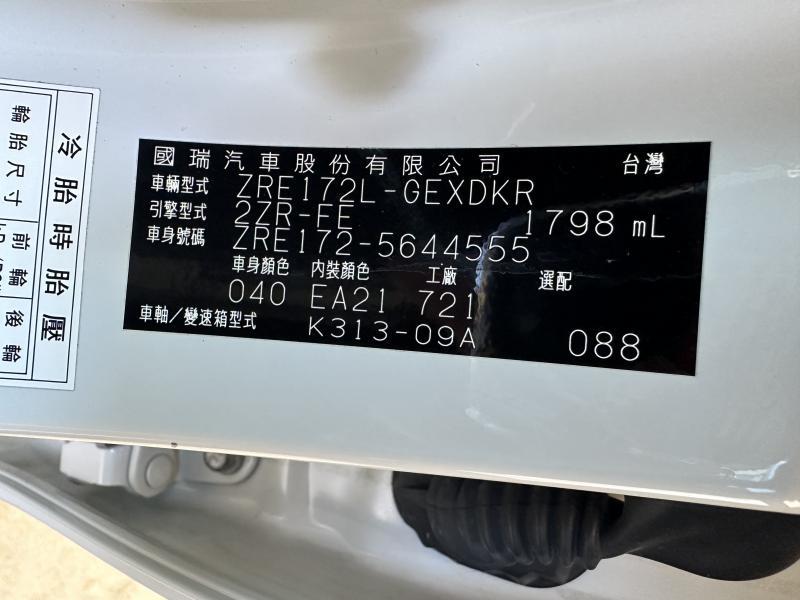 國瑞汽車股份有限公司 台灣
車輛型式 ZRE172L-GEXDKR
引擎型式 2ZR-FE 1798 mL
車身號碼 ZRE172-5644555
車身顏色 內裝顏色 工廠 選配
040 EA21 721
車軸/變速箱型式 K313-09A 088
冷胎時胎壓
輪胎尺寸
前輪
後輪